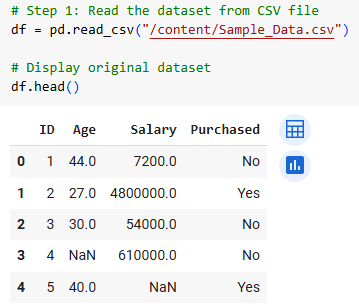 # Step 1: Read the dataset from CSV file
df = pd.read_csv("/content/Sample_Data.csv")
# Display original dataset
df.head()
ID Age Salary Purchased
0 1 44.0 7200.0 No
1 2 27.0 4800000.0 Yes
2 3 30.0 54000.0 No
3 4 NaN 610000.0 No
4 5 40.0 NaN Yes